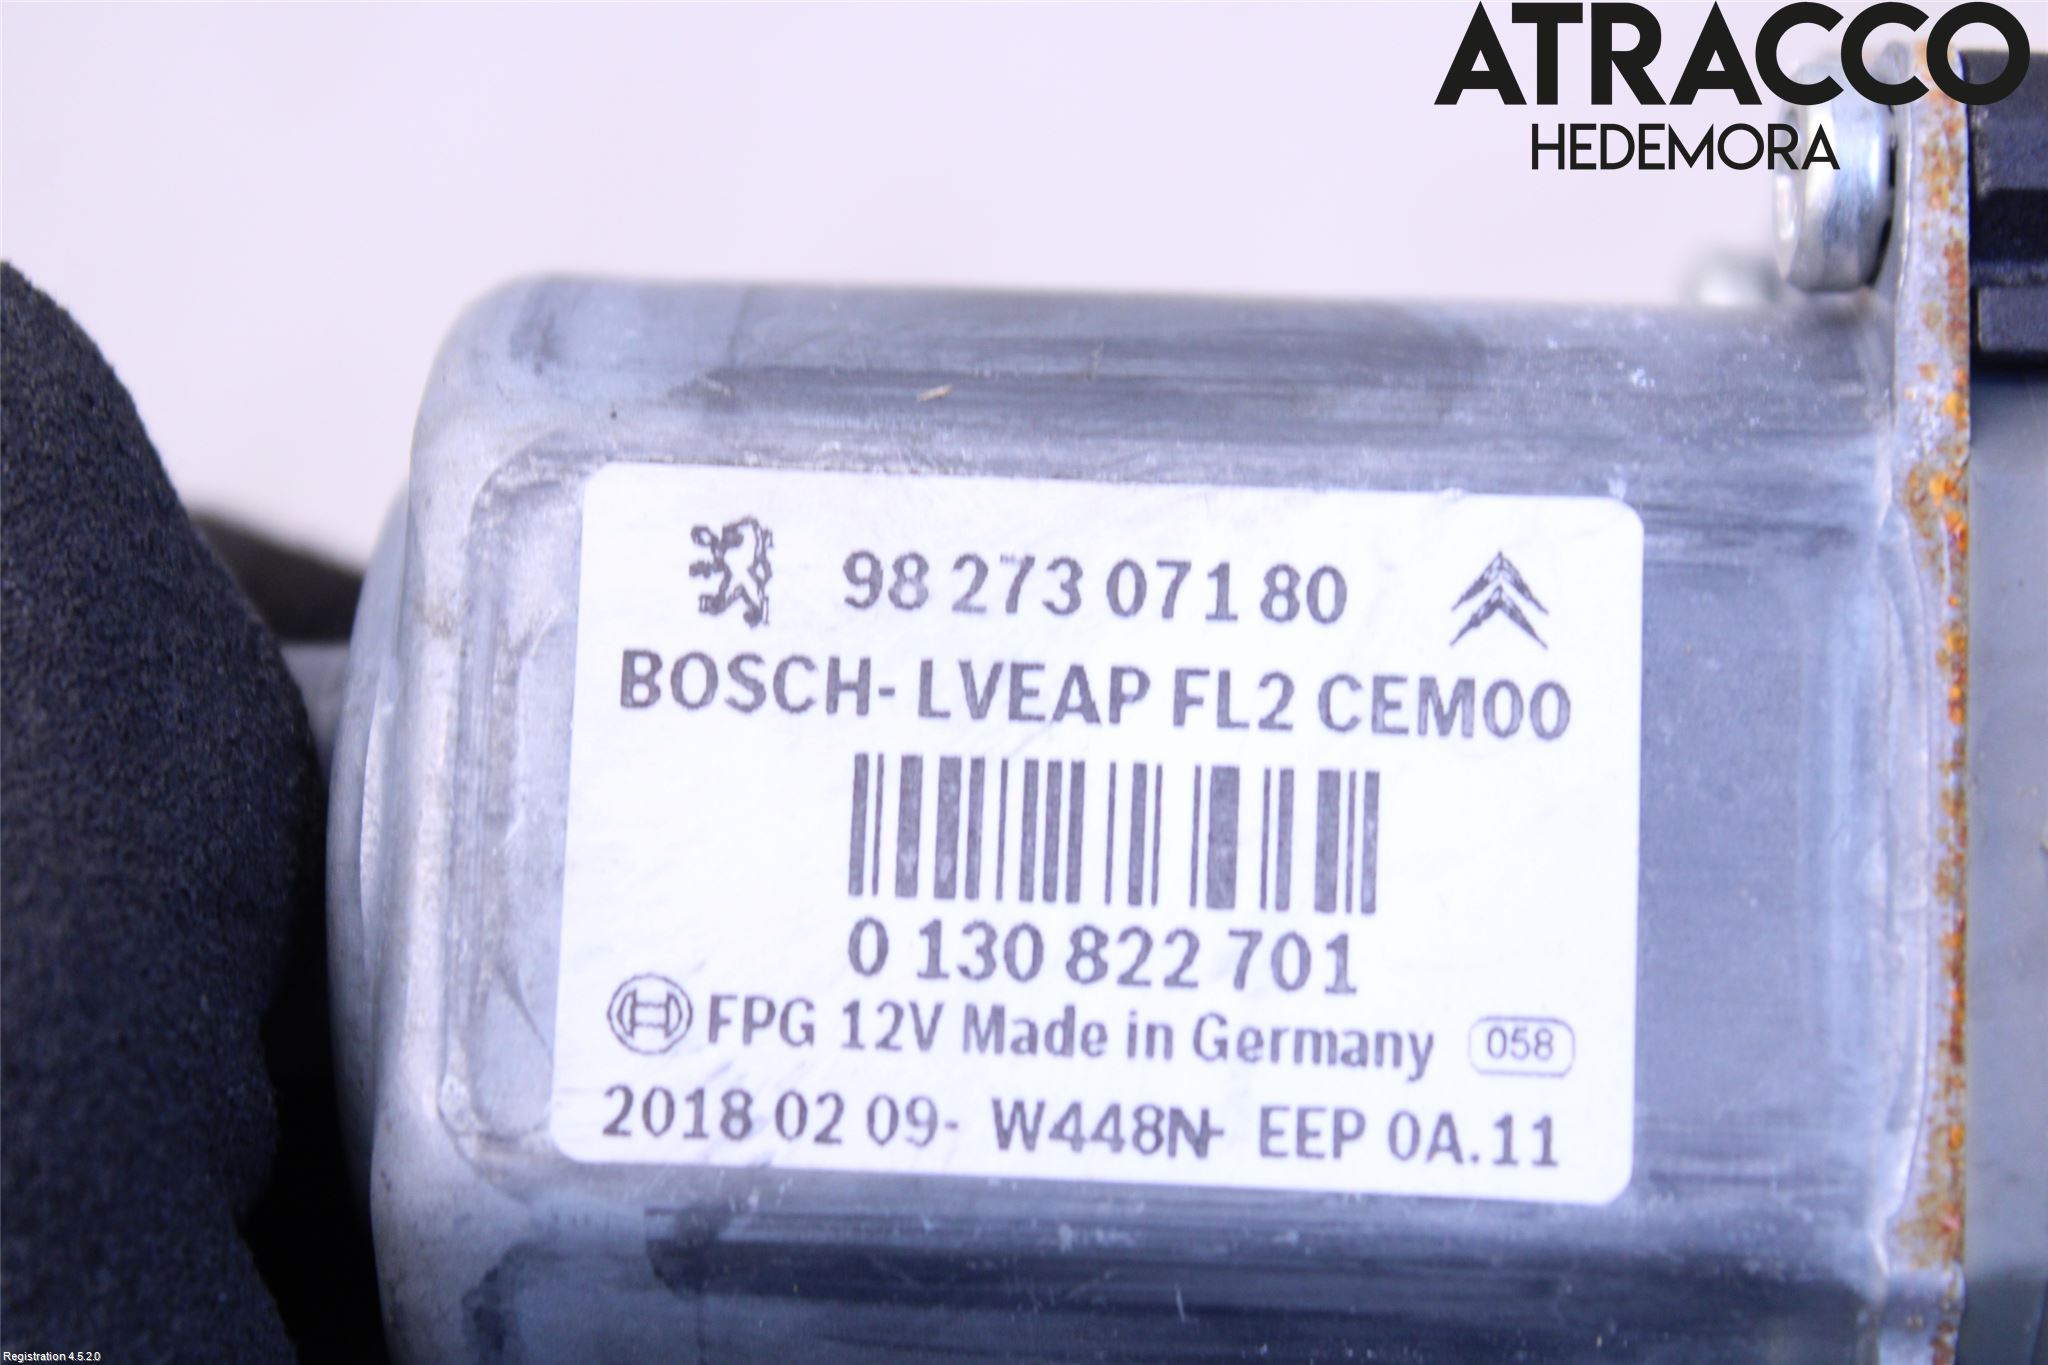 ATRACCO
HEDEMORA
98 273 071 80
BOSCH- LVEAP FL2 CEM00
0 130 822 701
FPG 12V Made in Germany 058
2018 02 09- W448N- EEP 0A.11
Registration 4.5.2.0